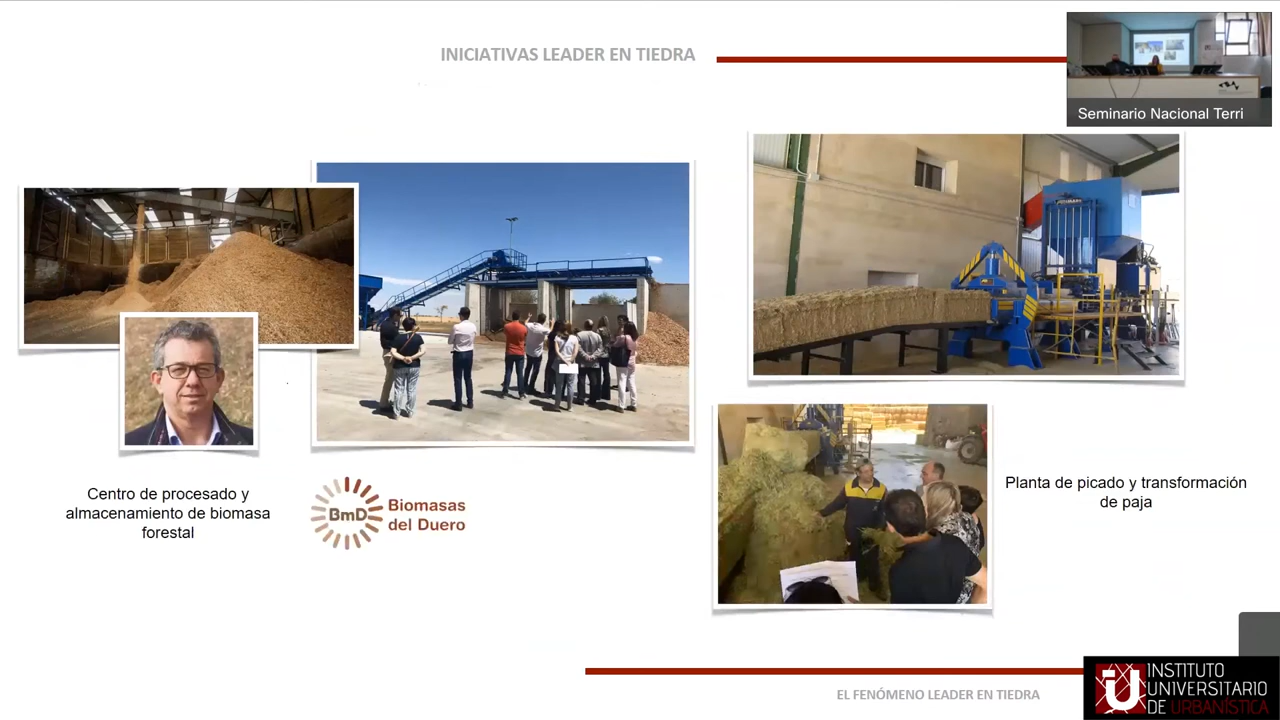 INICIATIVAS LEADER EN TIEDRA
Seminario Nacional Terri
Centro de procesado y
almacenamiento de biomasa
forestal
BmD
Biomasas
del Duero
Planta de picado y transformación
de paja
EL FENÓMENO LEADER EN TIEDRA
iU
INSTITUTO
UNIVERSITARIO
DE URBANÍSTICA